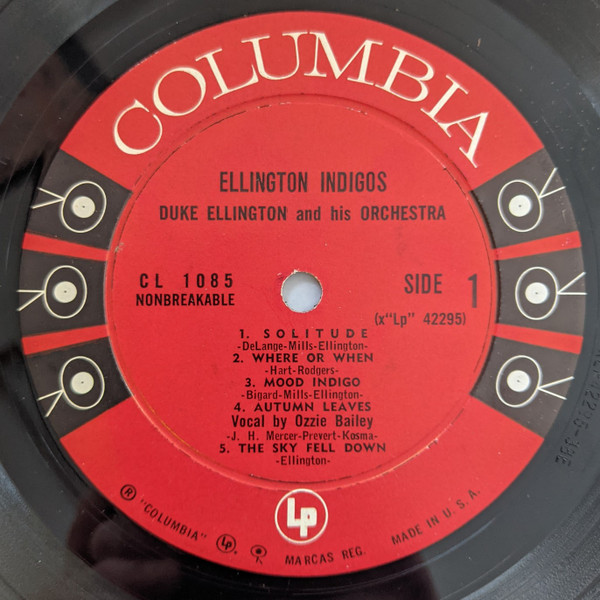 COLUMBIA
ELLINGTON INDIGOS
DUKE ELLINGTON and his ORCHESTRA
CL 1085
NONBREAKABLE
SIDE 1
(x"Lp" 42295)
1. SOLITUDE
-DeLange-Mills-Ellington-
2. WHERE OR WHEN
-Hart-Rodgers-
3. MOOD INDIGO
-Bigard-Mills-Ellington-
4. AUTUMN LEAVES
Vocal by Ozzie Bailey
-J. H. Mercer-Prevert-Kosma-
5. THE SKY FELL DOWN
-Ellington-
Lp
® "COLUMBIA" Lp ® MARCAS REG. MADE IN U. S. A.